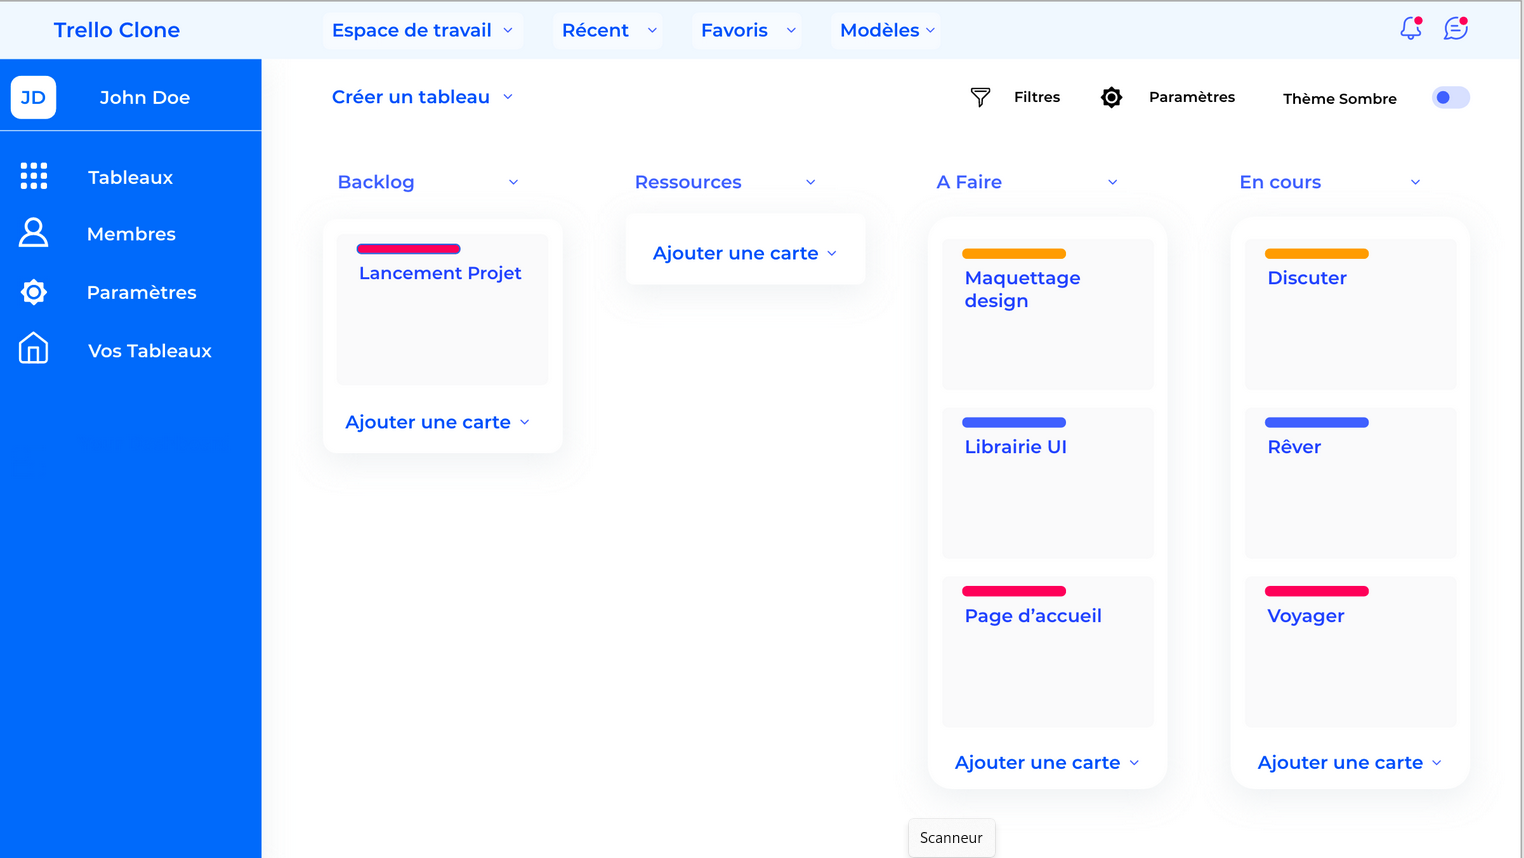 Trello Clone
Espace de travail
Récent
Favoris
Modèles
JD
John Doe
Tableaux
Membres
Paramètres
Vos Tableaux
Créer un tableau
Filtres
Paramètres
Thème Sombre
Backlog
Lancement Projet
Ajouter une carte
Ressources
Ajouter une carte
A Faire
Maquettage
design
Librairie UI
Page d’accueil
Ajouter une carte
En cours
Discuter
Rêver
Voyager
Ajouter une carte
Scanneur